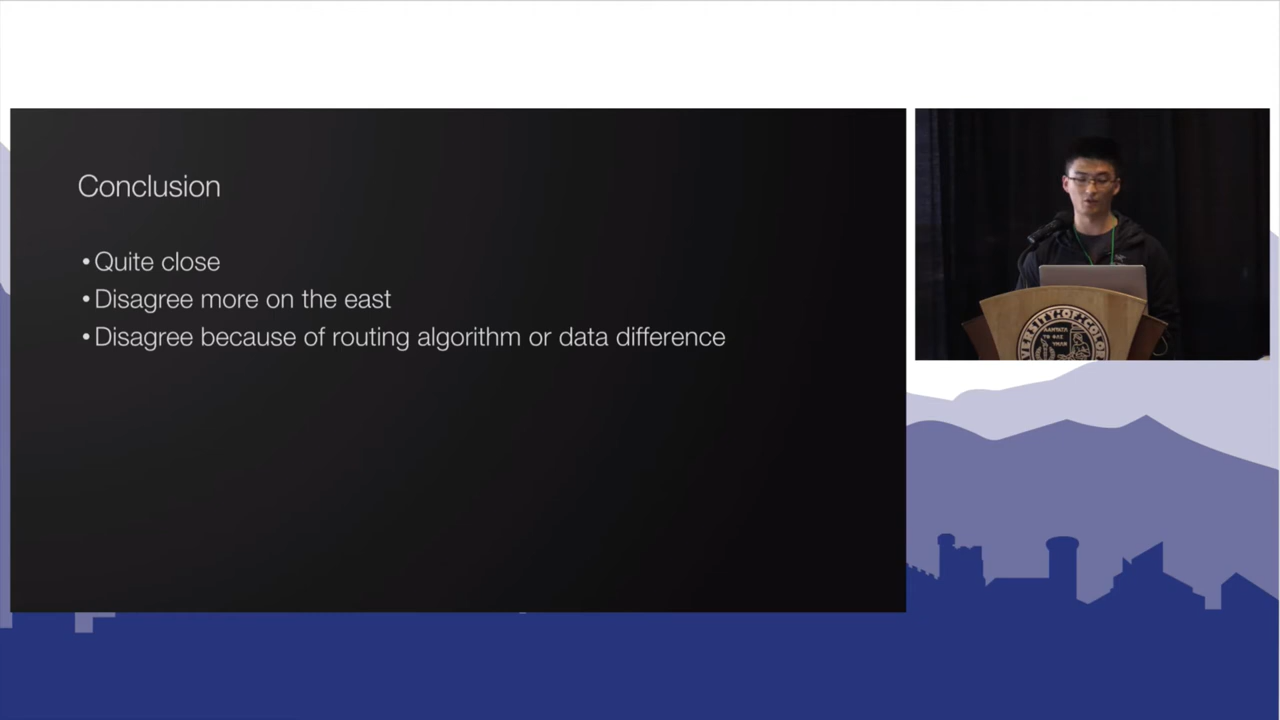 Conclusion
•Quite close
•Disagree more on the east
•Disagree because of routing algorithm or data difference